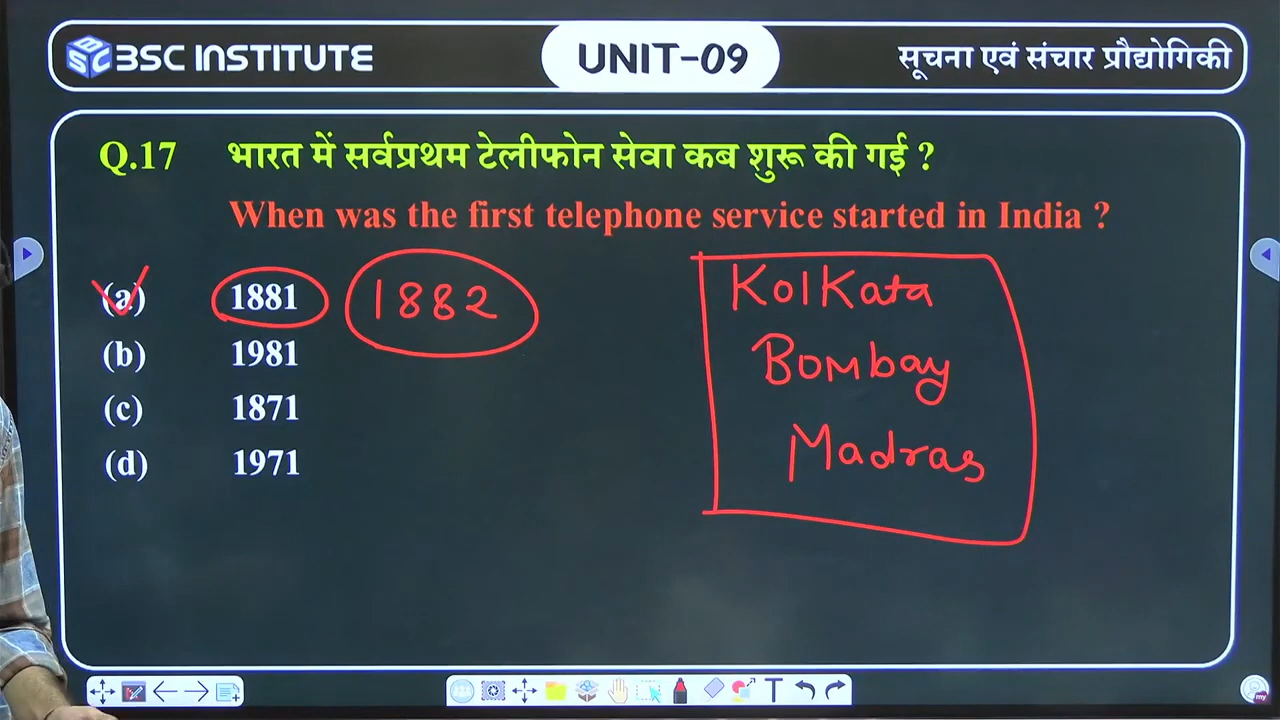 BSC INSTITUTE
UNIT-09
सूचना एवं संचार प्रौद्योगिकी
Q.17 भारत में सर्वप्रथम टेलीफोन सेवा कब शुरू की गई ?
When was the first telephone service started in India ?
(a) 1881 1882
(b) 1981
(c) 1871
(d) 1971
KolKata
Bombay
Madras
T